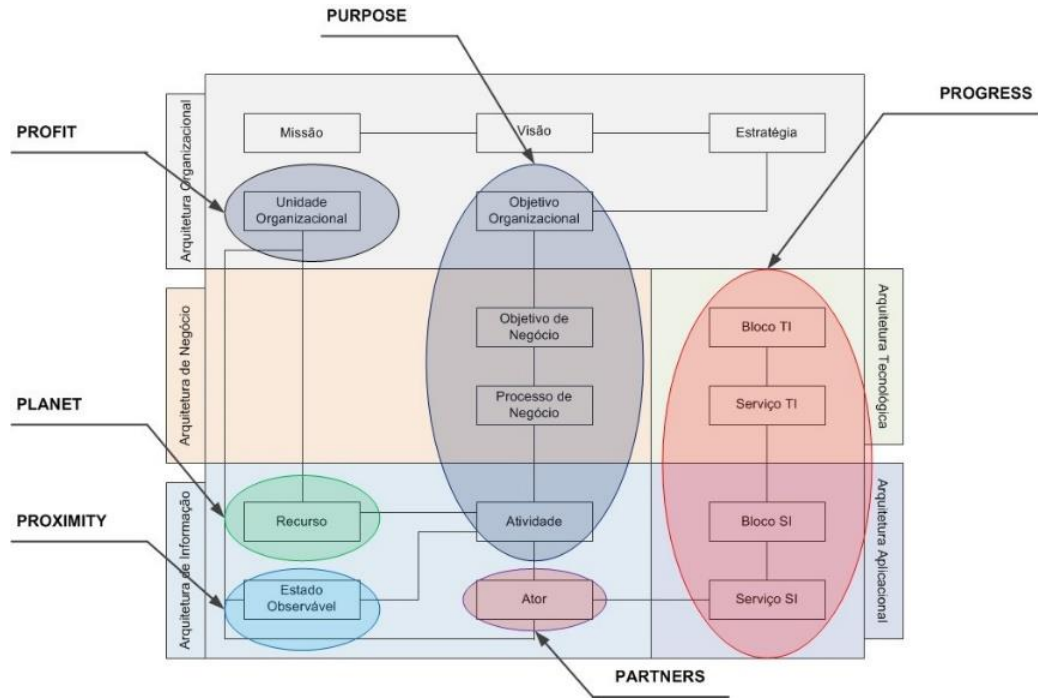 PURPOSE
PROGRESS
PROFIT
Arquitetura Organizacional
Missão
Visão
Estratégia
Unidade
Organizacional
Objetivo
Organizacional
Arquitetura de Negócio
Arquitetura Tecnológica
Objetivo de
Negócio
Bloco TI
PLANET
Processo de
Negócio
Serviço TI
PROXIMITY
Arquitetura de Informação
Arquitetura Aplicacional
Recurso
Atividade
Bloco SI
Estado
Observável
Ator
Serviço SI
PARTNERS